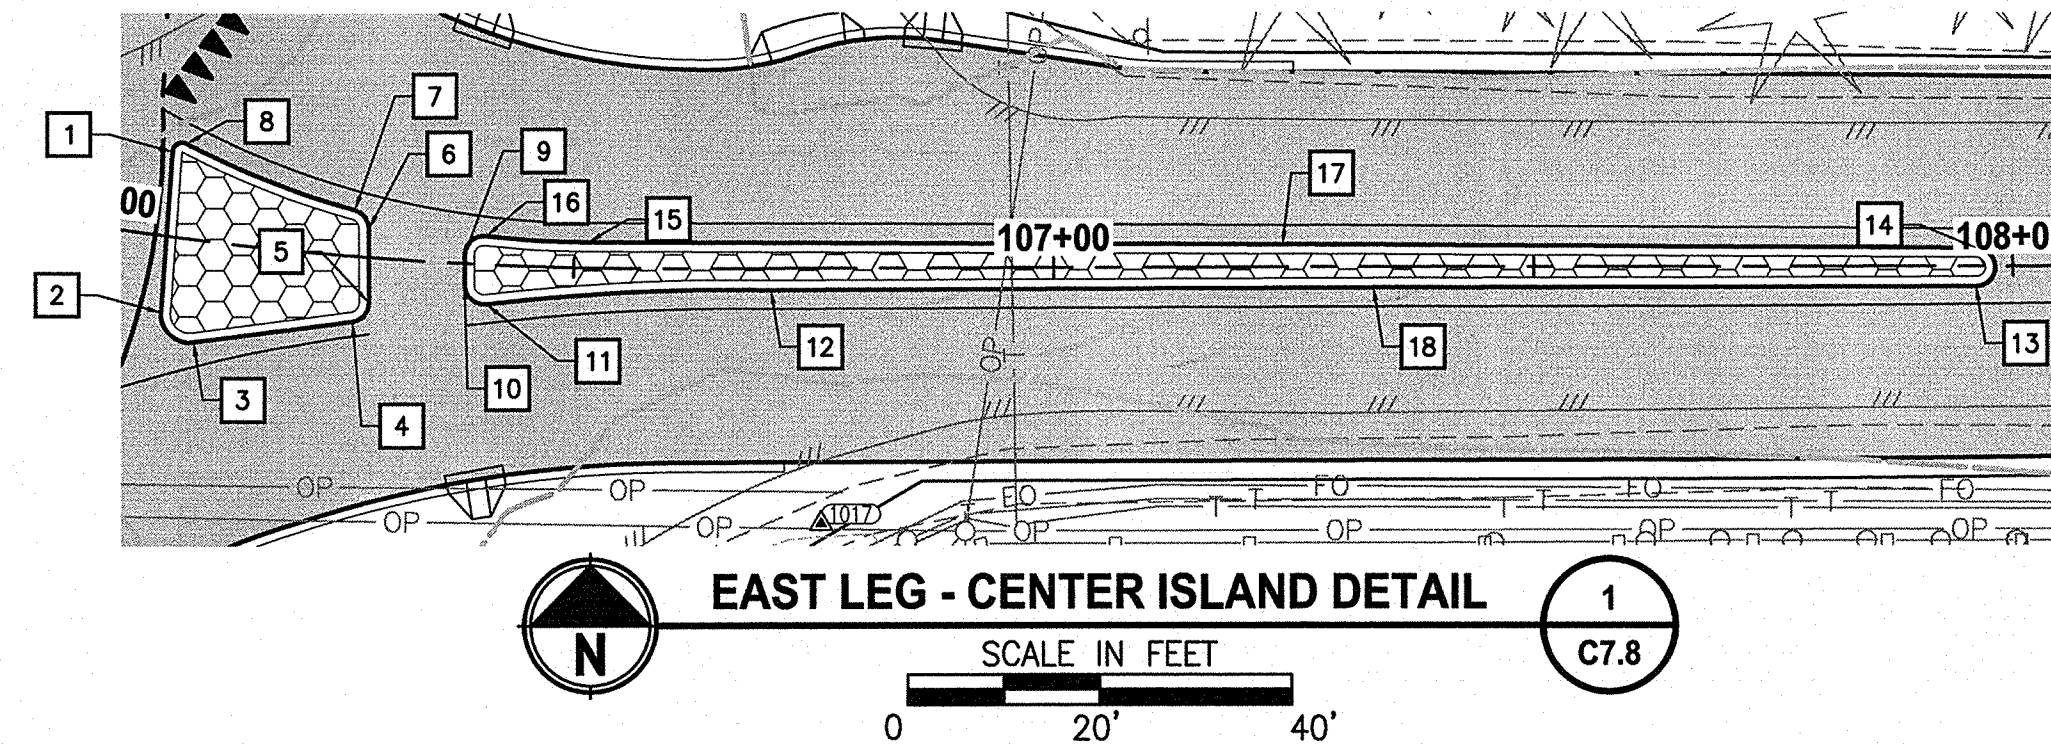 OP
7
8
1
6
9
17
16
00
15
14
107+00
108+0
5
2
12
18
13
11
10
3
OP
4
OP
OP
FO
FO
FO
FO
T
T
T
T
T
T
OP
OP
1017
OP
OP
OP
OP
EAST LEG - CENTER ISLAND DETAIL
1
C7.8
N
SCALE IN FEET
0
20'
40'